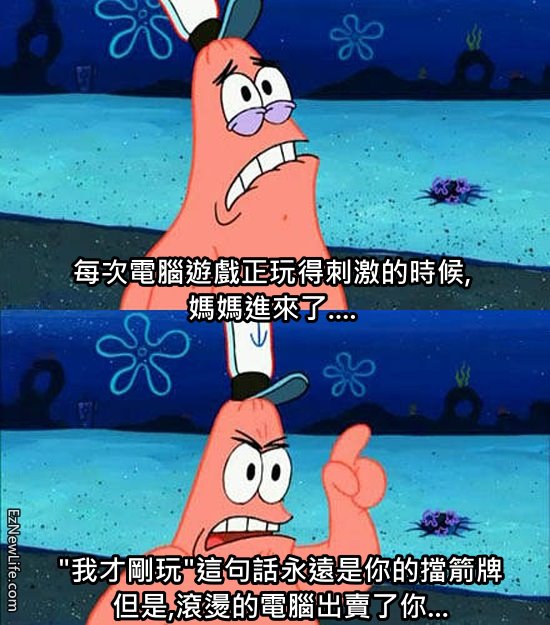 每次電腦遊戲正玩得刺激的時候,
媽媽進來了....
"我才剛玩"這句話永遠是你的擋箭牌
但是,滾燙的電腦出賣了你...
EzNewLife.com